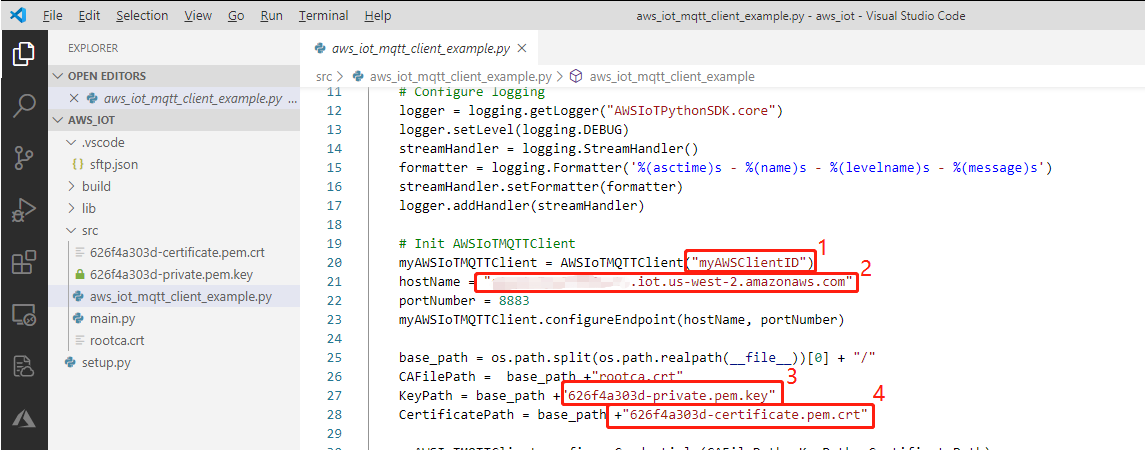 File Edit Selection View Go Run Terminal Help aws_iot_mqtt_client_example.py - aws_iot - Visual Studio Code
EXPLORER
OPEN EDITORS
aws_iot_mqtt_client_example.py ...
AWS_IOT
.vscode
sftp.json
build
lib
src
626f4a303d-certificate.pem.crt
626f4a303d-private.pem.key
aws_iot_mqtt_client_example.py
main.py
rootca.crt
setup.py
aws_iot_mqtt_client_example.py
src > aws_iot_mqtt_client_example.py > aws_iot_mqtt_client_example
11 # Configure logging
12 logger = logging.getLogger("AWSIoTPythonSDK.core")
13 logger.setLevel(logging.DEBUG)
14 streamHandler = logging.StreamHandler()
15 formatter = logging.Formatter('%(asctime)s - %(name)s - %(levelname)s - %(message)s')
16 streamHandler.setFormatter(formatter)
17 logger.addHandler(streamHandler)
18
19 # Init AWSIoTMQTTClient
1
20 myAWSIoTMQTTClient = AWSIoTMQTTClient("myAWSClientID")
2
21 hostName = " .iot.us-west-2.amazonaws.com"
22 portNumber = 8883
23 myAWSIoTMQTTClient.configureEndpoint(hostName, portNumber)
24
25 base_path = os.path.split(os.path.realpath(__file__))[0] + "/"
26 CAFilePath = base_path +"rootca.crt"
3
27 KeyPath = base_path +"626f4a303d-private.pem.key"
4
28 CertificatePath = base_path +"626f4a303d-certificate.pem.crt"
29